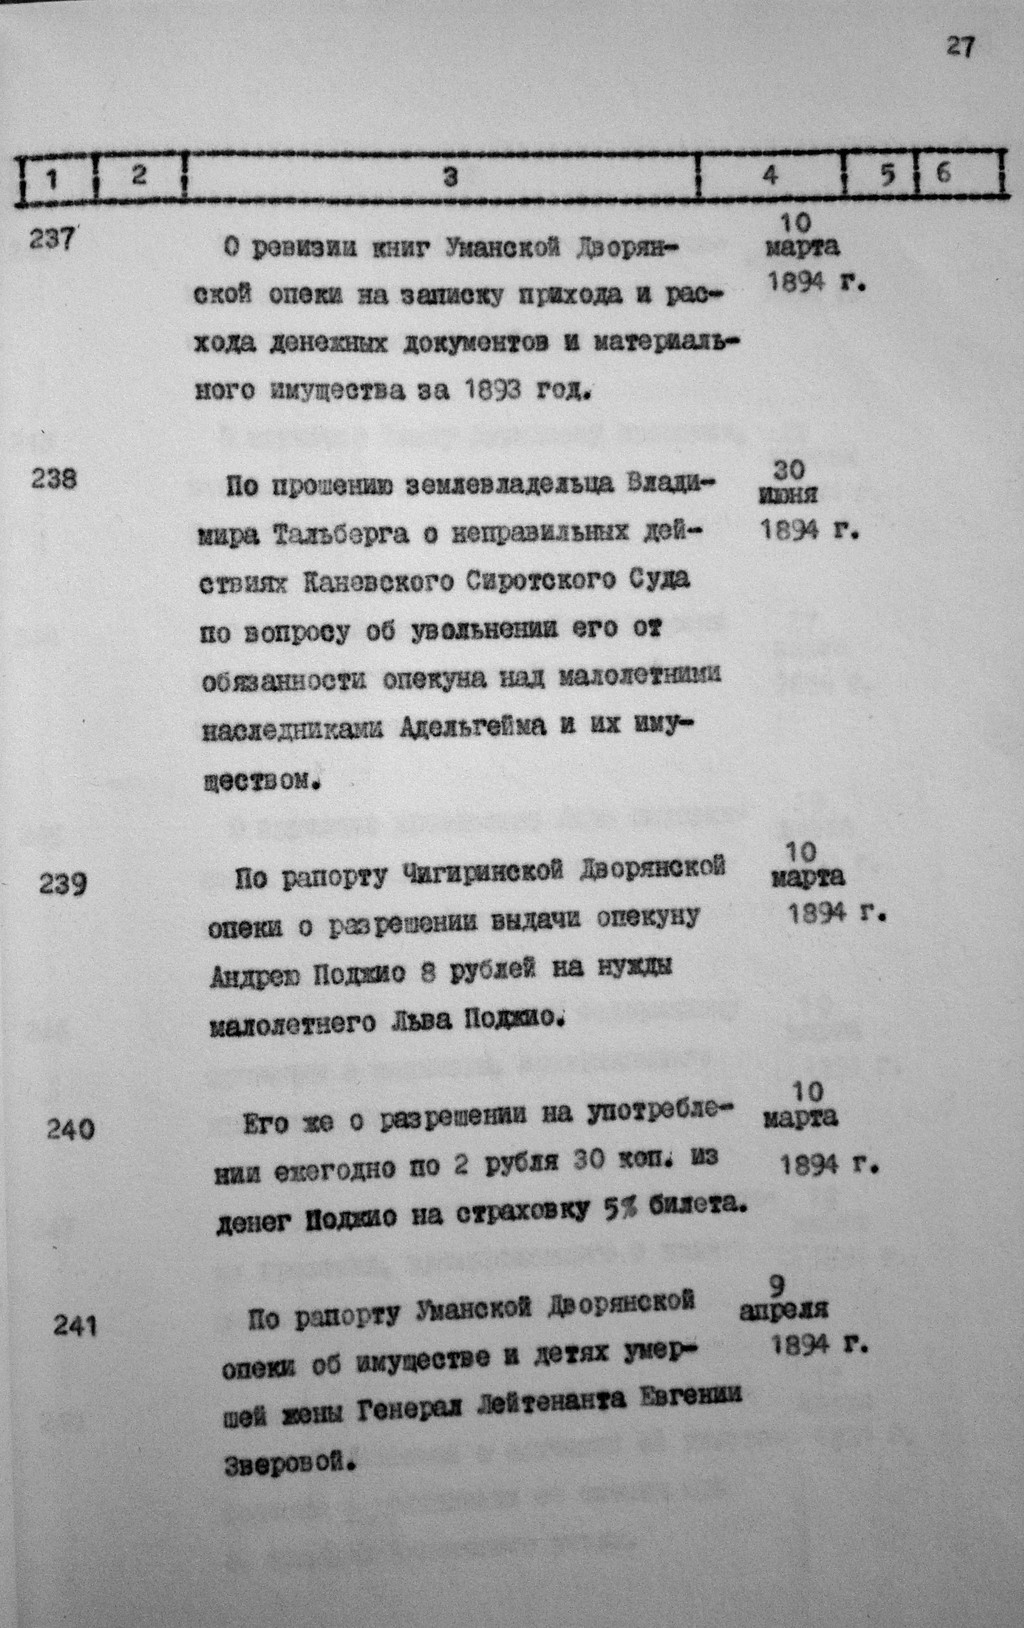 27
1 2 3 4 5 6
237
О ревизии книг Уманской Дворян-
ской опеки на записку прихода и рас-
хода денежных документов и материаль-
ного имущества за 1893 год.
10
марта
1894 г.
238
По прошению землевладельца Влади-
мира Тальберга о неправильных дей-
ствиях Каневского Сиротского Суда
по вопросу об увольнении его от
обязанности опекуна над малолетними
наследниками Адельгейма и их иму-
ществом.
30
июня
1894 г.
239
По рапорту Чигиринской Дворянской
опеки о разрешении выдачи опекуну
Андрею Поджио 8 рублей на нужды
малолетнего Льва Поджио.
10
марта
1894 г.
240
Его же о разрешении на употребле-
нии ежегодно по 2 рубля 30 коп. из
денег Поджио на страховку 5% билета.
10
марта
1894 г.
241
По рапорту Уманской Дворянской
опеки об имуществе и детях умер-
шей жены Генерал Лейтенанта Евгении
Зверовой.
9
апреля
1894 г.